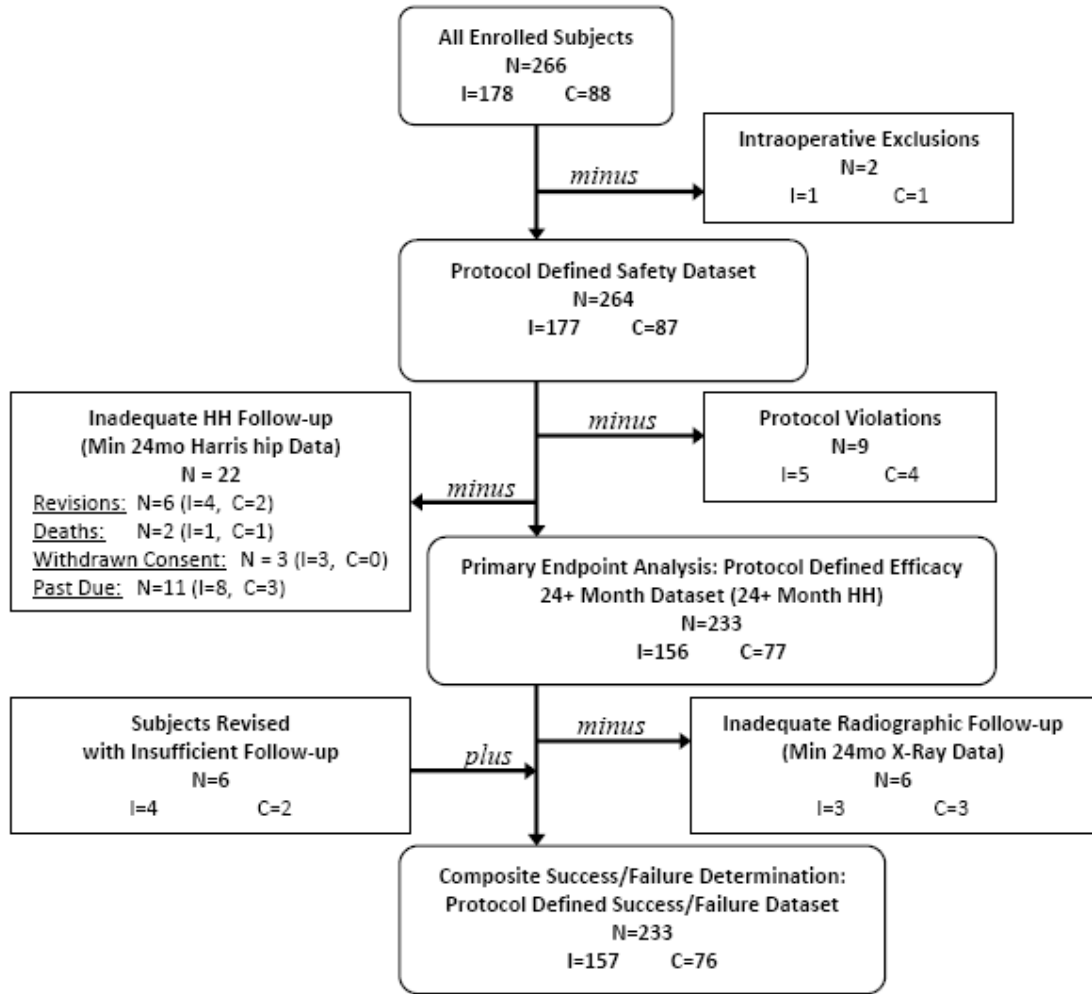 All Enrolled Subjects
N=266
I=178 C=88
minus
Intraoperative Exclusions
N=2
I=1 C=1
Protocol Defined Safety Dataset
N=264
I=177 C=87
Inadequate HH Follow-up
(Min 24mo Harris hip Data)
N = 22
Revisions: N=6 (I=4, C=2)
Deaths: N=2 (I=1, C=1)
Withdrawn Consent: N = 3 (I=3, C=0)
Past Due: N=11 (I=8, C=3)
minus
minus
Protocol Violations
N=9
I=5 C=4
Primary Endpoint Analysis: Protocol Defined Efficacy
24+ Month Dataset (24+ Month HH)
N=233
I=156 C=77
Subjects Revised
with Insufficient Follow-up
N=6
I=4 C=2
plus
minus
Inadequate Radiographic Follow-up
(Min 24mo X-Ray Data)
N=6
I=3 C=3
Composite Success/Failure Determination:
Protocol Defined Success/Failure Dataset
N=233
I=157 C=76